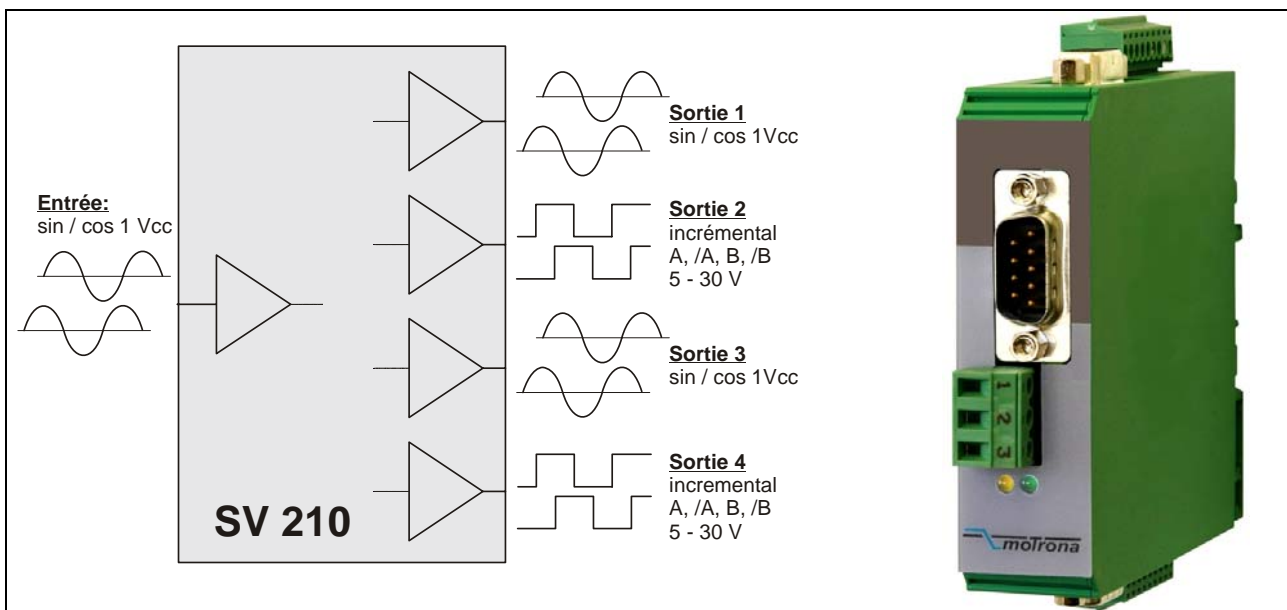 Entrée:
sin / cos 1 Vcc
SV 210
Sortie 1
sin / cos 1Vcc
Sortie 2
incrémental
A, /A, B, /B
5 - 30 V
Sortie 3
sin / cos 1Vcc
Sortie 4
incremental
A, /A, B, /B
5 - 30 V
1
2
3
moTrona